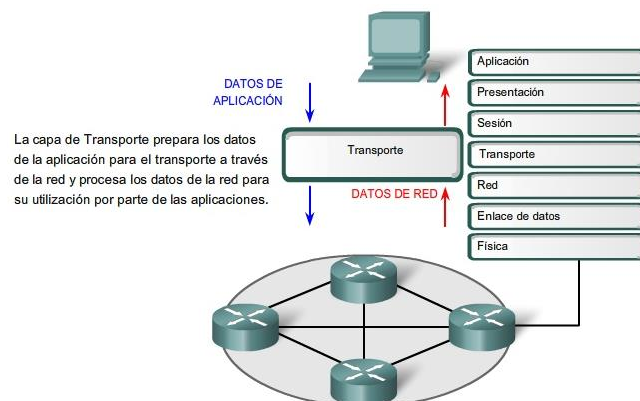 DATOS DE
APLICACIÓN
La capa de Transporte prepara los datos
de la aplicación para el transporte a través
de la red y procesa los datos de la red para
su utilización por parte de las aplicaciones.
Transporte
DATOS DE RED
Aplicación
Presentación
Sesión
Transporte
Red
Enlace de datos
Física